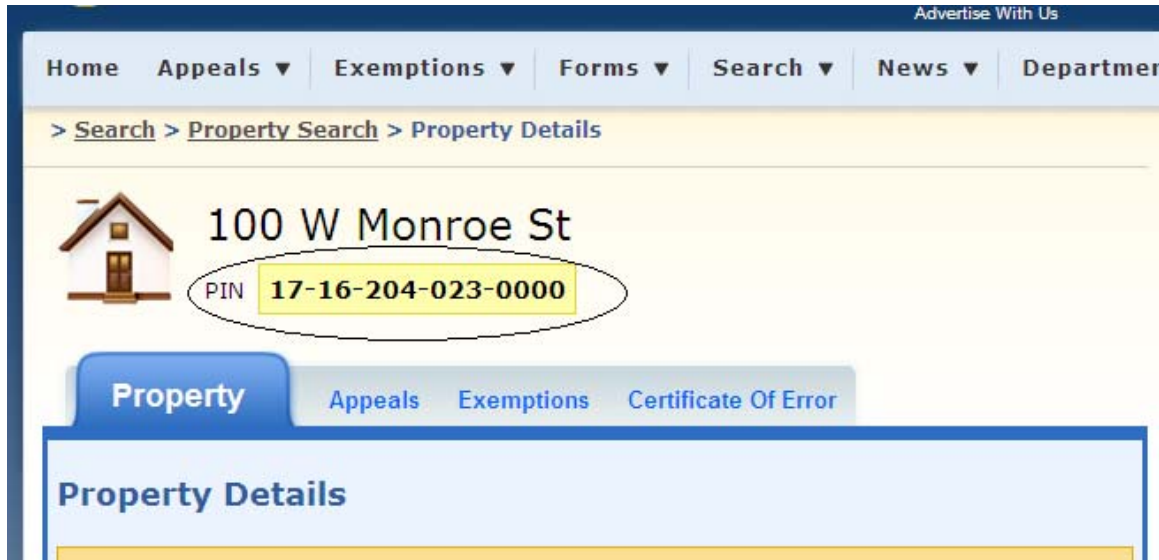 Advertise With Us
Home Appeals ▼ Exemptions ▼ Forms ▼ Search ▼ News ▼ Departmen
> Search > Property Search > Property Details
100 W Monroe St
PIN 17-16-204-023-0000
Property Appeals Exemptions Certificate Of Error
Property Details